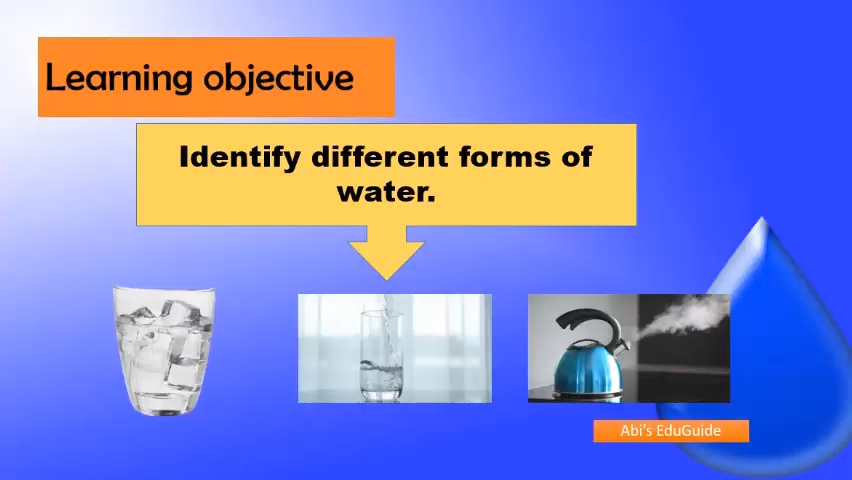 Learning objective
Identify different forms of
water.
Abi's EduGuide